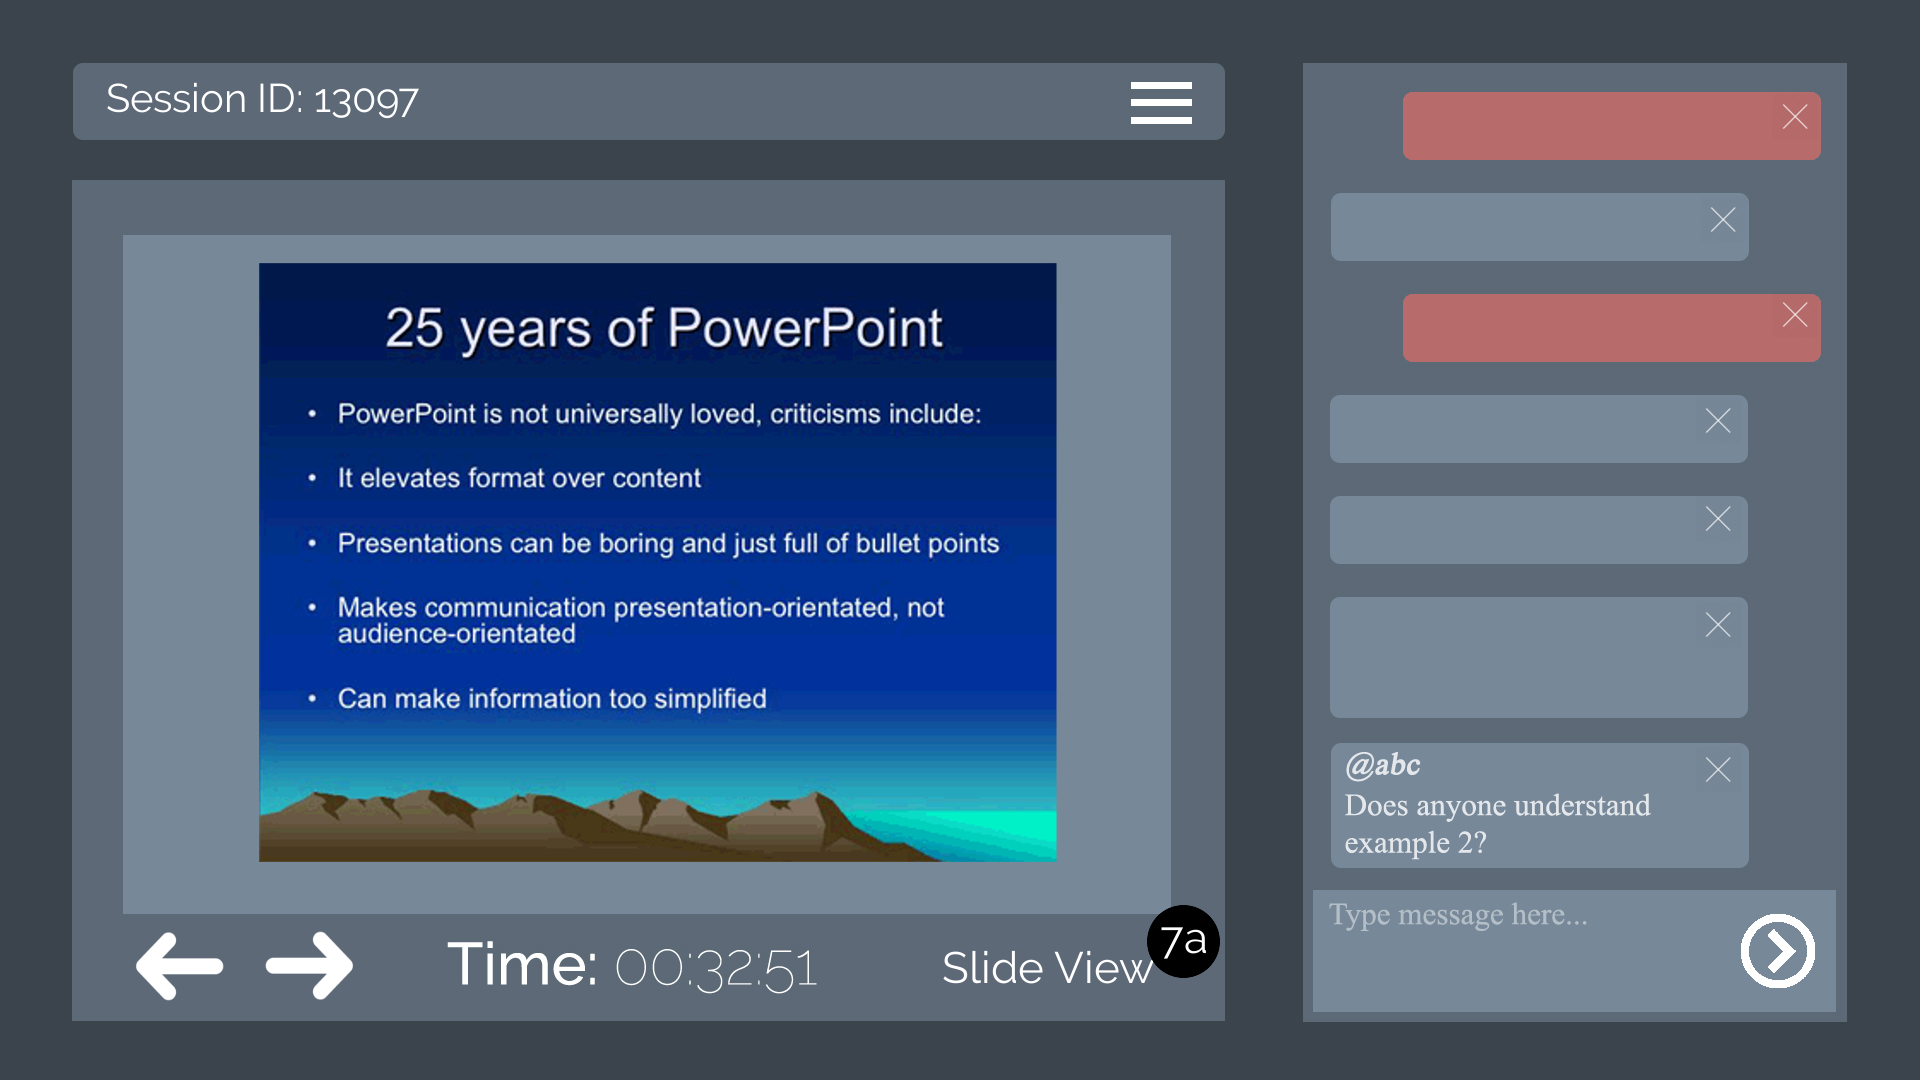 Session ID: 13097
25 years of PowerPoint
• PowerPoint is not universally loved, criticisms include:
• It elevates format over content
• Presentations can be boring and just full of bullet points
• Makes communication presentation-orientated, not
audience-orientated
• Can make information too simplified
Time: 00:32:51
Slide View
7a
@abc
Does anyone understand
example 2?
Type message here...